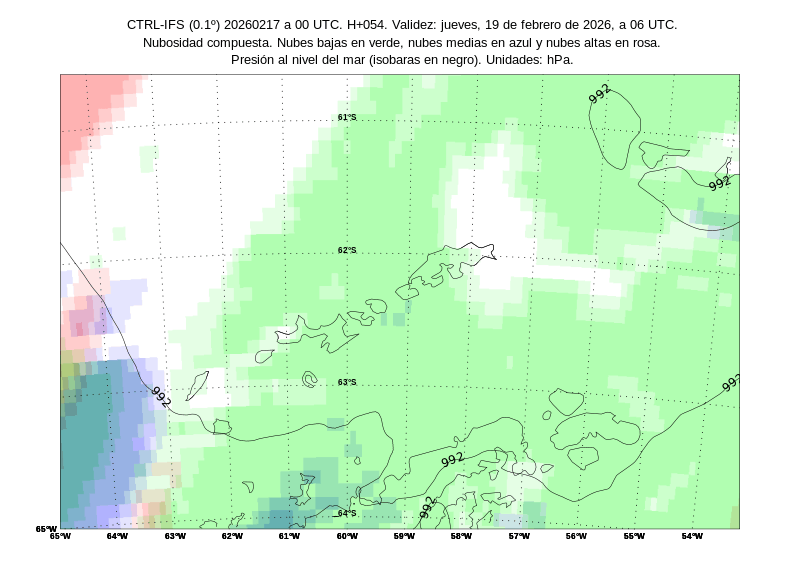 CTRL-IFS (0.1º) 20260217 a 00 UTC. H+054. Validez: jueves, 19 de febrero de 2026, a 06 UTC.
Nubosidad compuesta. Nubes bajas en verde, nubes medias en azul y nubes altas en rosa.
Presión al nivel del mar (isobaras en negro). Unidades: hPa.
992
61°S
992
62°S
63°S
992
992
992
992
64°S
65°W
65°W 64°W 63°W 62°W 61°W 60°W 59°W 58°W 57°W 56°W 55°W 54°W